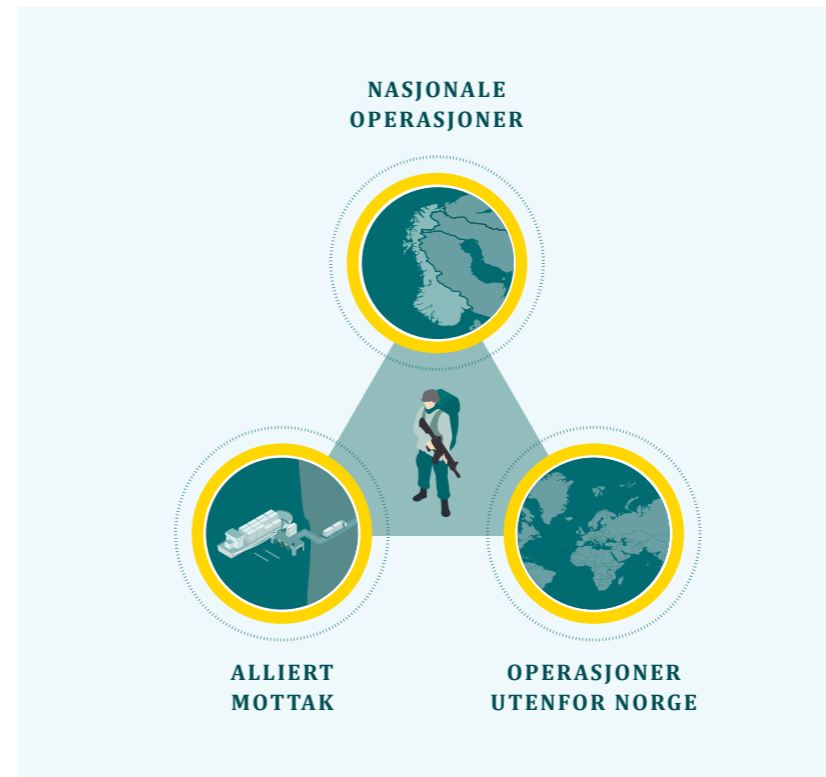 NASJONALE
OPERASJONER
ALLIERT
MOTTAK
OPERASJONER
UTENFOR NORGE